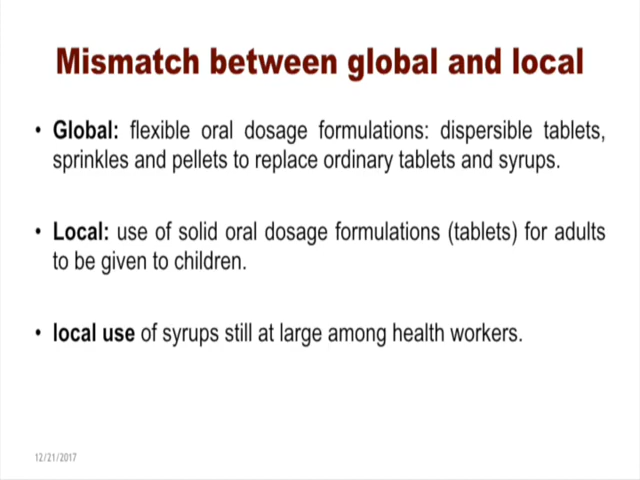 Mismatch between global and local
• Global: flexible oral dosage formulations: dispersible tablets,
sprinkles and pellets to replace ordinary tablets and syrups.
• Local: use of solid oral dosage formulations (tablets) for adults
to be given to children.
• local use of syrups still at large among health workers.
12/21/2017